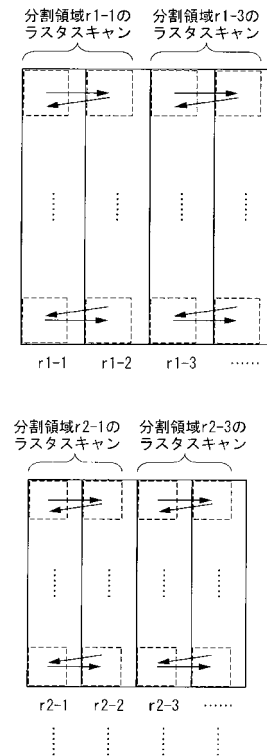 分割領域r1-1の 分割領域r1-3の
ラスタスキャン ラスタスキャン
r1-1 r1-2 r1-3 ……
分割領域r2-1の 分割領域r2-3の
ラスタスキャン ラスタスキャン
r2-1 r2-2 r2-3 ……